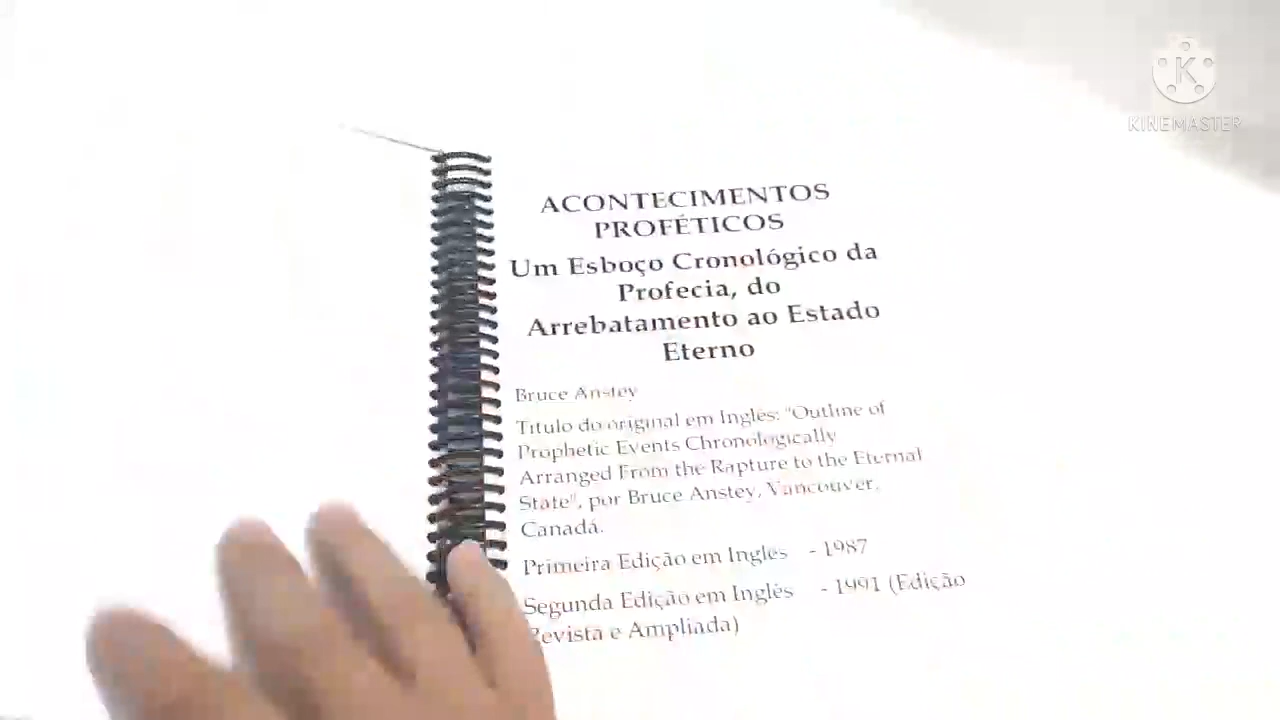 KINEMASTER
ACONTECIMENTOS
PROFÉTICOS
Um Esboço Cronológico da
Profecia, do
Arrebatamento ao Estado
Eterno
Bruce Anstey
Título do original em Inglês: "Outline of
Prophetic Events Chronologically
Arranged From the Rapture to the Eternal
State", por Bruce Anstey, Vancouver,
Canadá.
Primeira Edição em Inglês - 1987
Segunda Edição em Inglês - 1991 (Edição
Revista e Ampliada)